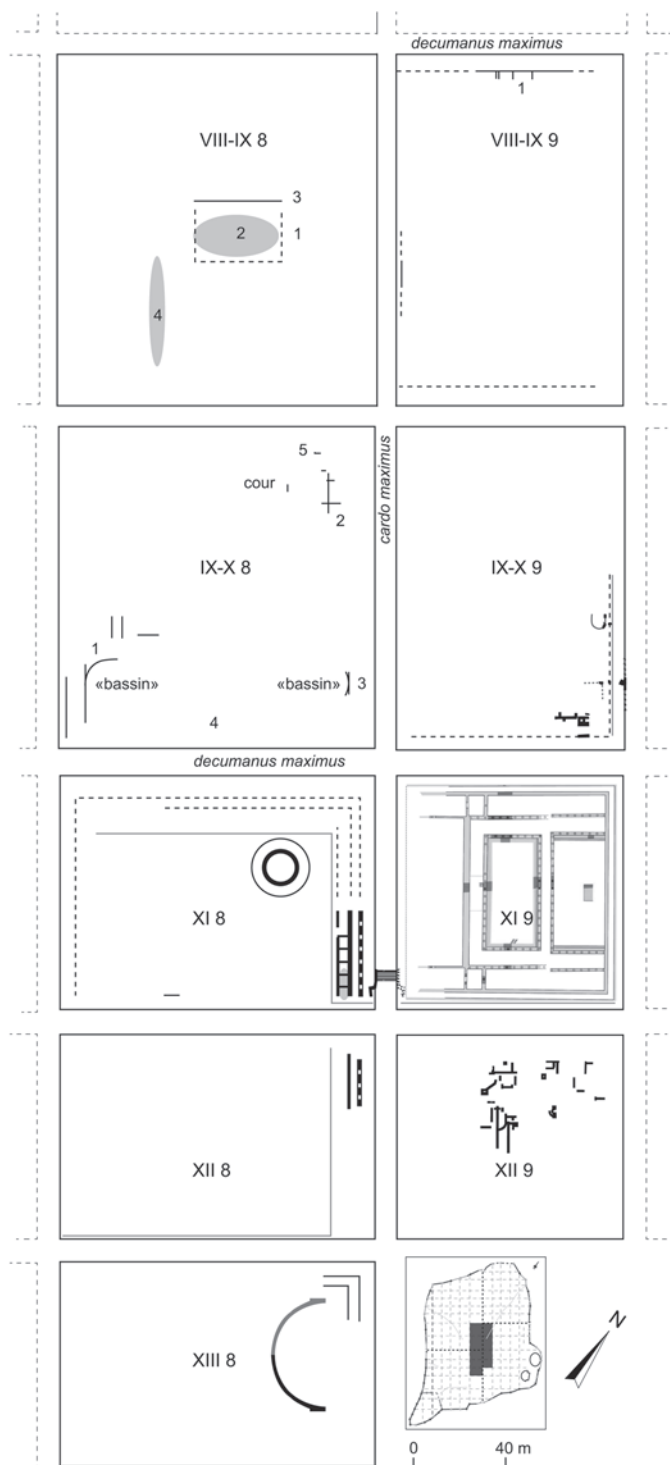 decumanus maximus
1
VIII-IX 8
VIII-IX 9
3
2
1
4
5
cour
2
cardo maximus
IX-X 8
IX-X 9
1
«bassin»
«bassin»
3
4
decumanus maximus
XI 8
XI 9
XII 8
XII 9
XIII 8
N
0
40 m